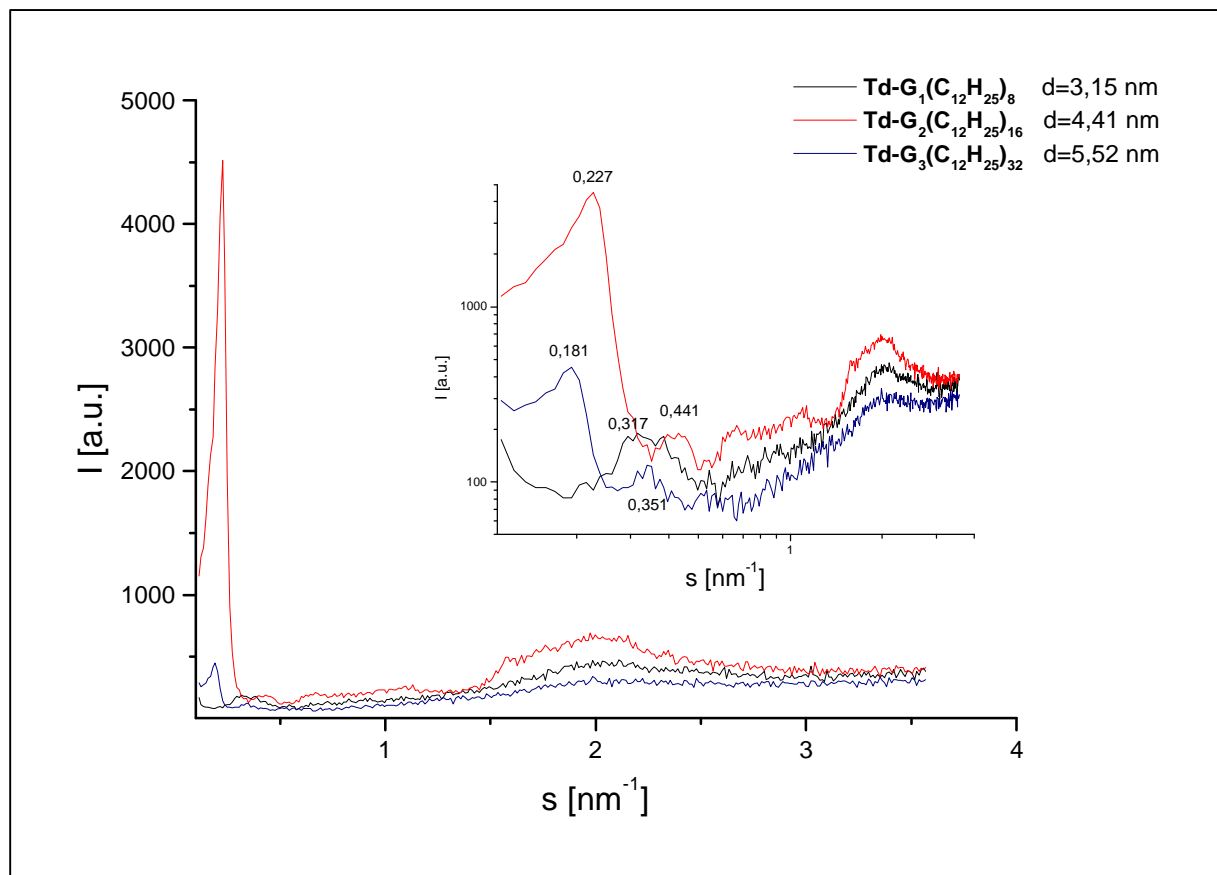 Td-G₁(C₁₂H₂₅)₈ d=3,15 nm
Td-G₂(C₁₂H₂₅)₁₆ d=4,41 nm
Td-G₃(C₁₂H₂₅)₃₂ d=5,52 nm
5000
4000
3000
2000
1000
I [a.u.]
1
2
3
4
s [nm⁻¹]
0,227
0,181
0,317
0,441
0,351
1000
100
I [a.u.]
1
s [nm⁻¹]